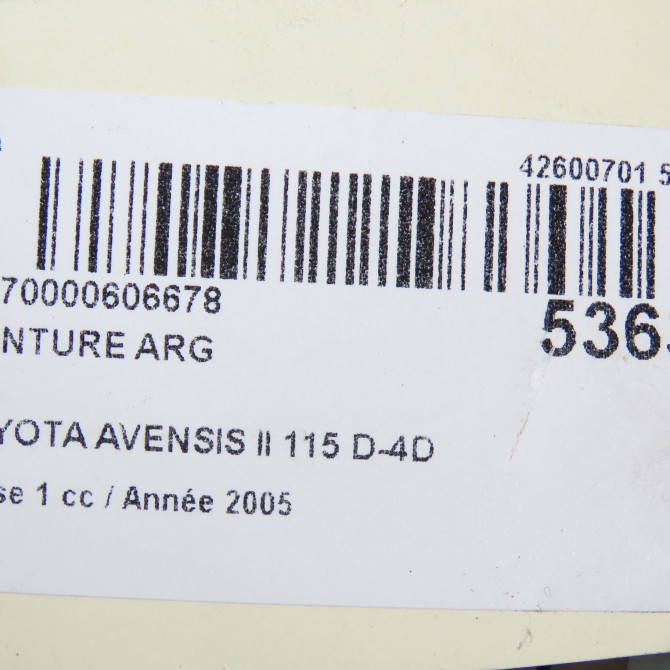 42600701 5
70000606678
536
NTURE ARG
YOTA AVENSIS II 115 D-4D
se 1 cc / Année 2005